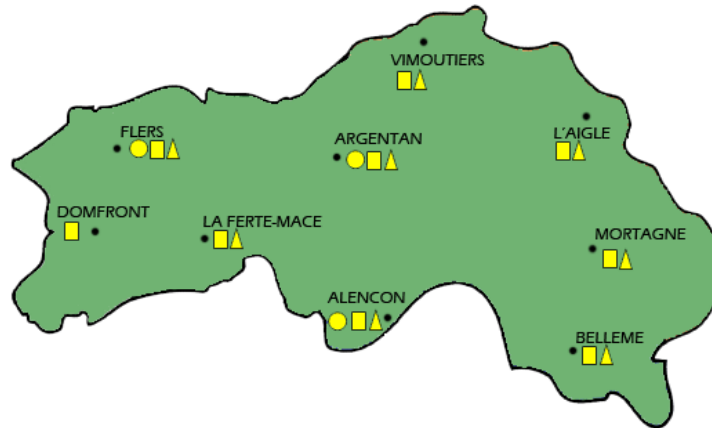 VIMOUTIERS
FLERS
ARGENTAN
L'AIGLE
DOMFRONT
LA FERTE-MACE
MORTAGNE
ALENCON
BELLEME